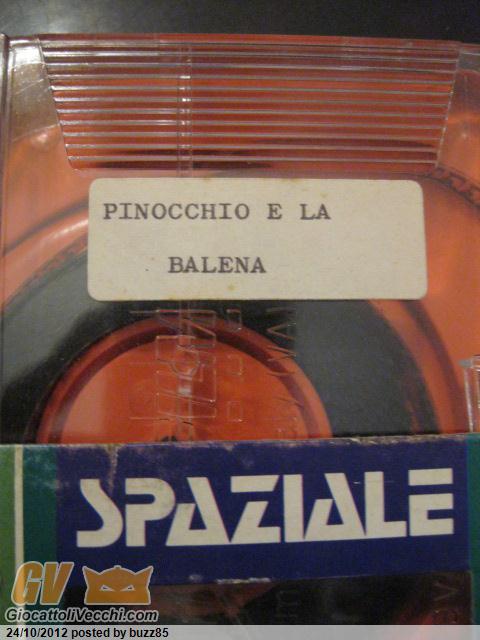 PINOCCHIO E LA
BALENA
SPAZIALE
GV
GiocattoliVecchi.com
24/10/2012 posted by buzz85